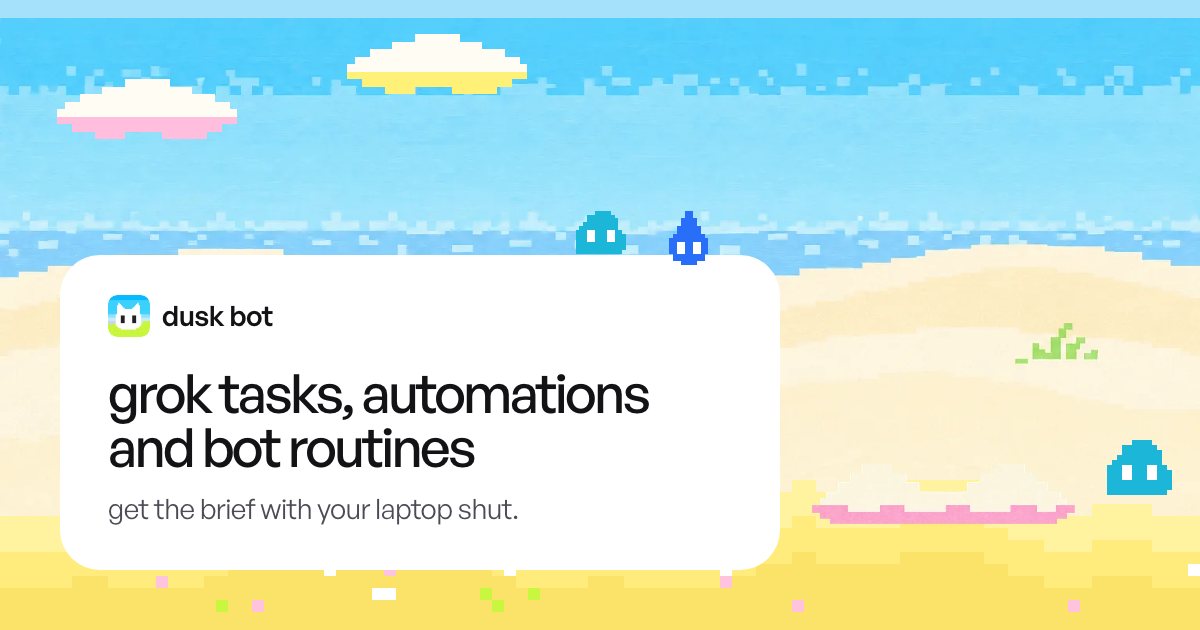 dusk bot
grok tasks, automations
and bot routines
get the brief with your laptop shut.